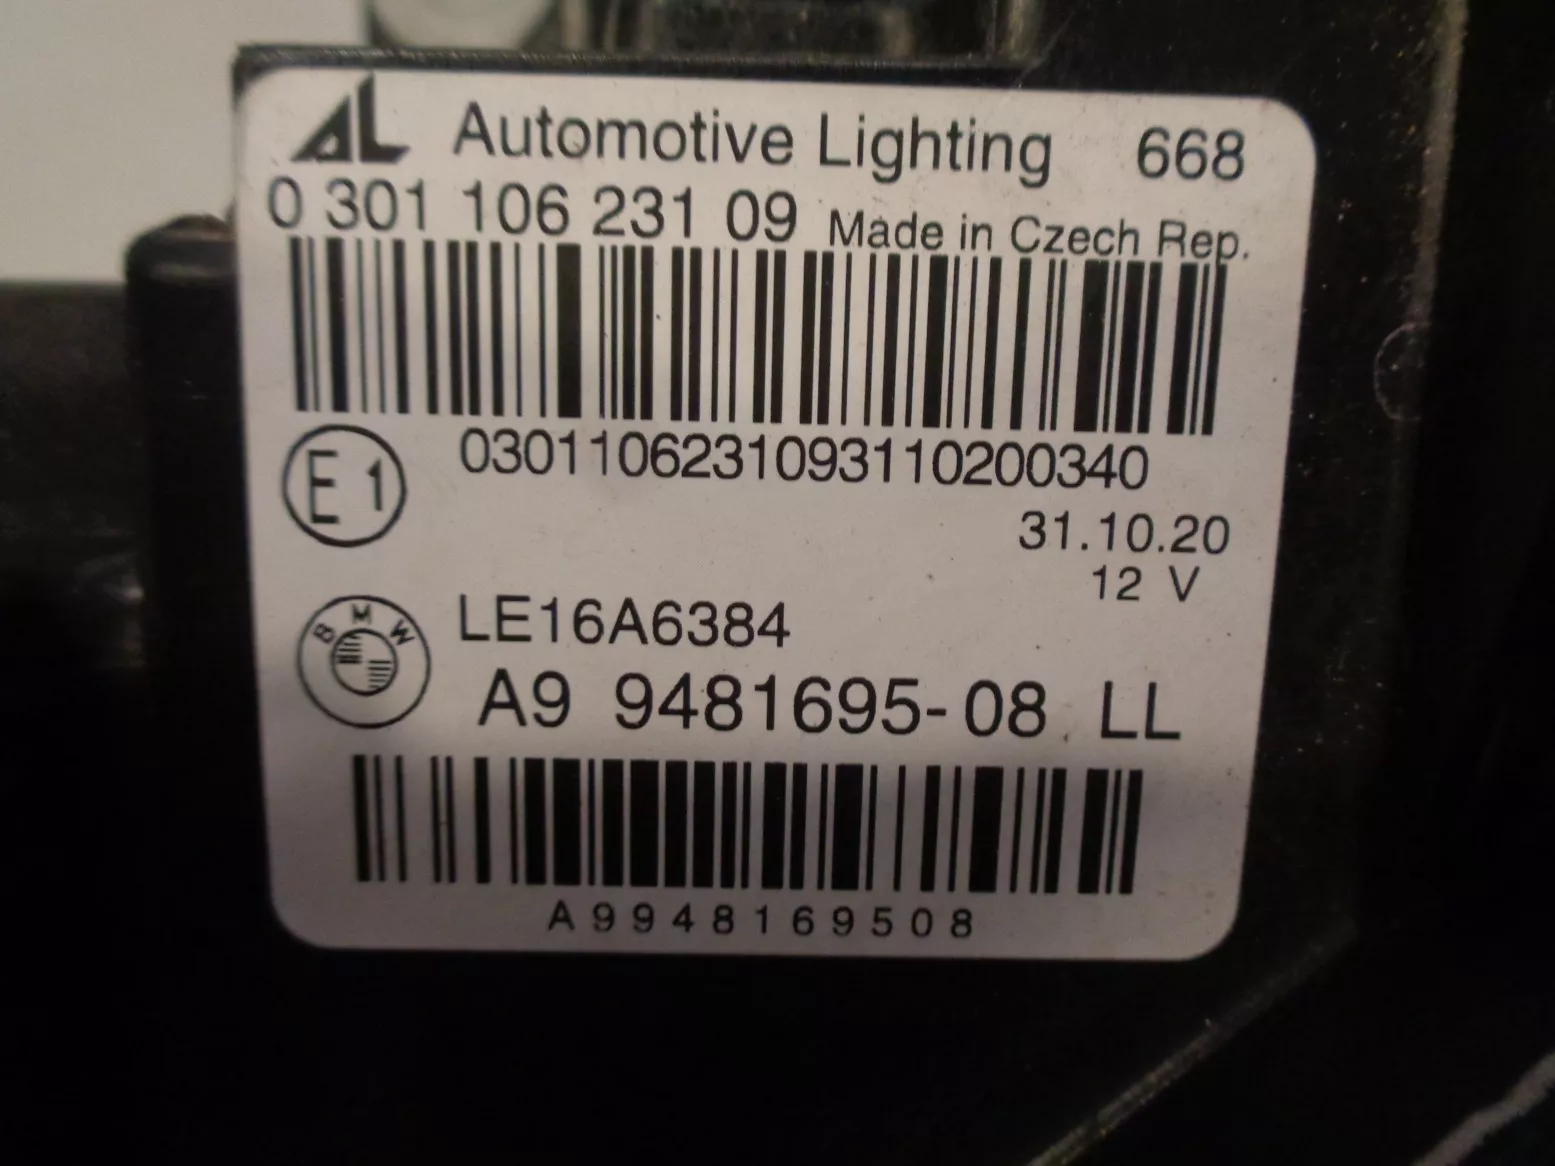 AL Automotive Lighting 668
0 301 106 231 09 Made in Czech Rep.
0301106231093110200340
E1
31.10.20
12 V
BMW
LE16A6384
A9 9481695-08 LL
A9948169508